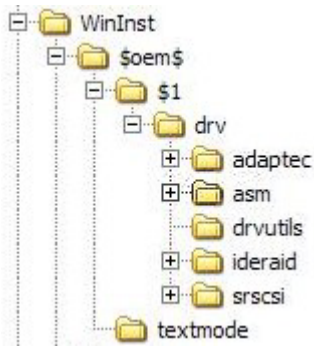 WinInst
$oem$
$1
drv
adaptec
asm
drvutils
ideraid
srscsi
textmode